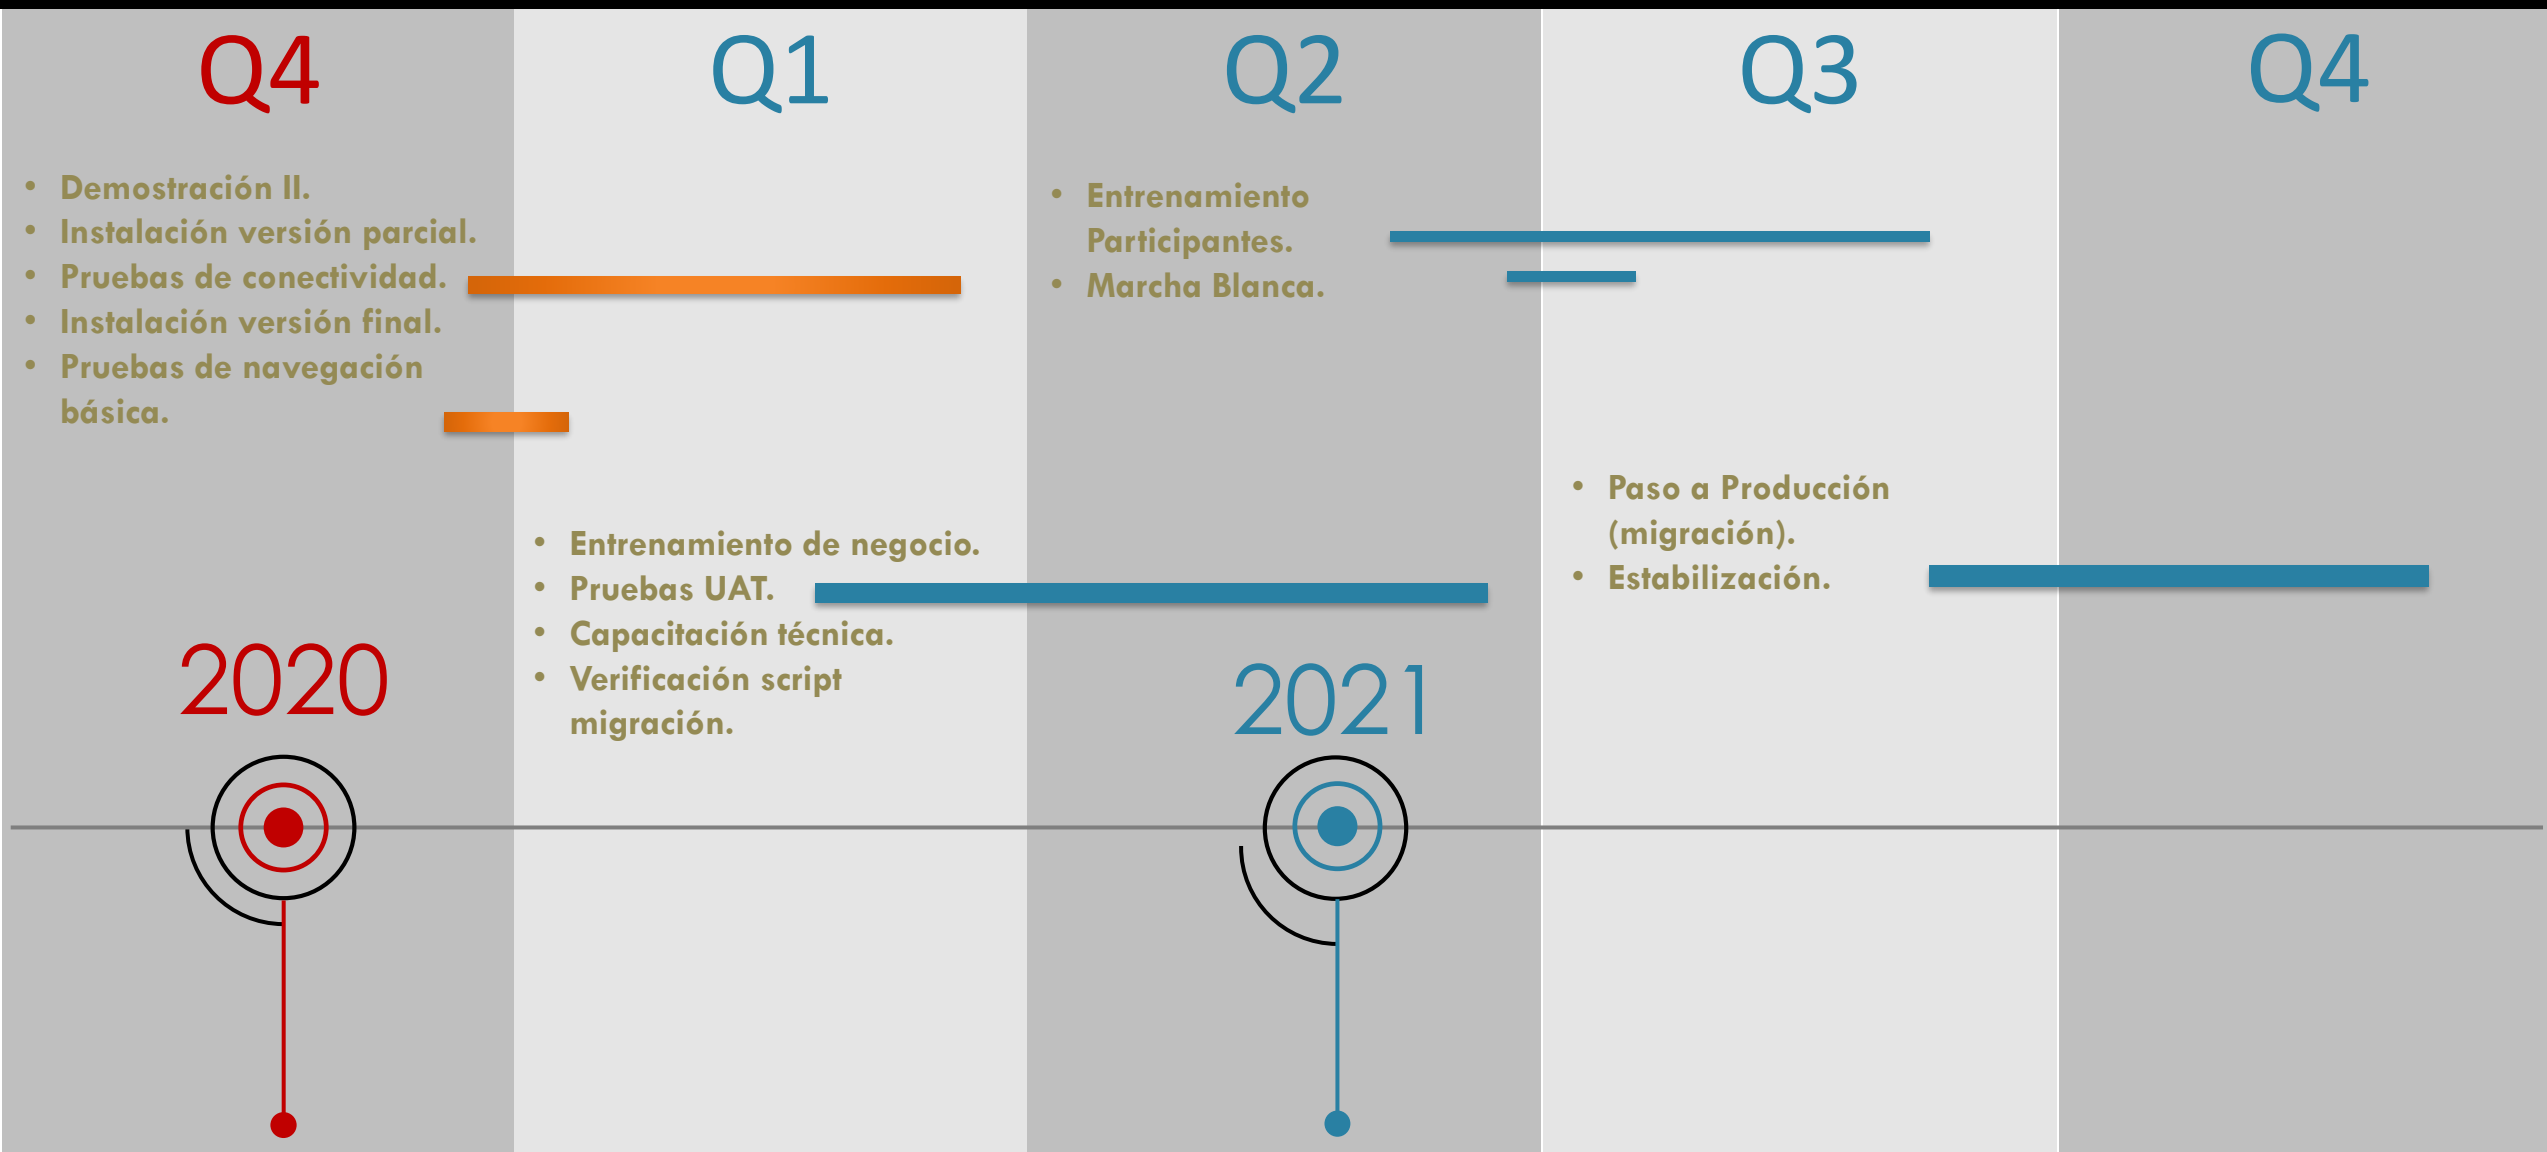 Q4
Q1
Q2
Q3
Q4
• Demostración II.
• Instalación versión parcial.
• Pruebas de conectividad.
• Instalación versión final.
• Pruebas de navegación
básica.
• Entrenamiento de negocio.
• Pruebas UAT.
• Capacitación técnica.
• Verificación script
migración.
• Entrenamiento
Participantes.
• Marcha Blanca.
• Paso a Producción
(migración).
• Estabilización.
2020
2021